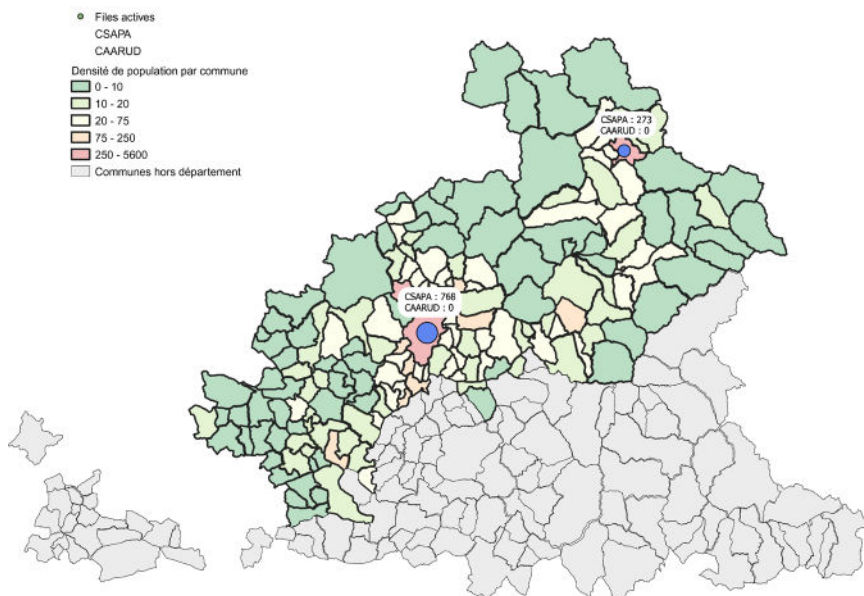 Files actives
CSAPA
CAARUD
Densité de population par commune
0 - 10
10 - 20
20 - 75
75 - 250
250 - 5600
Communes hors département
CSAPA : 273
CAARUD : 0
CSAPA : 768
CAARUD : 0